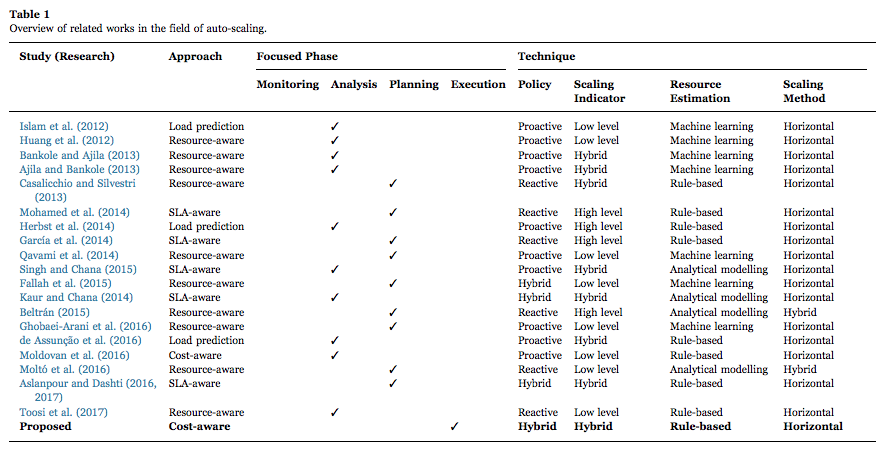 Table 1
Overview of related works in the field of auto-scaling.
Study (Research) Approach Focused Phase Technique
Monitoring Analysis Planning Execution Policy Scaling Indicator Resource Estimation Scaling Method
Islam et al. (2012) Load prediction ✓ Proactive Low level Machine learning Horizontal
Huang et al. (2012) Resource-aware ✓ Proactive Low level Machine learning Horizontal
Bankole and Ajila (2013) Resource-aware ✓ Proactive Hybrid Machine learning Horizontal
Ajila and Bankole (2013) Resource-aware ✓ Proactive Hybrid Machine learning Horizontal
Casalicchio and Silvestri Resource-aware ✓ Reactive Hybrid Rule-based Horizontal
(2013)
Mohamed et al. (2014) SLA-aware ✓ Reactive High level Rule-based Horizontal
Herbst et al. (2014) Load prediction ✓ Proactive High level Rule-based Horizontal
García et al. (2014) SLA-aware ✓ Reactive High level Rule-based Horizontal
Qavami et al. (2014) Resource-aware ✓ Proactive Low level Machine learning Horizontal
Singh and Chana (2015) SLA-aware ✓ Proactive Hybrid Analytical modelling Horizontal
Fallah et al. (2015) Resource-aware ✓ Hybrid Low level Machine learning Horizontal
Kaur and Chana (2014) SLA-aware ✓ Hybrid Hybrid Analytical modelling Horizontal
Beltrán (2015) Resource-aware ✓ Reactive High level Analytical modelling Hybrid
Ghobaei-Arani et al. (2016) Resource-aware ✓ Proactive Low level Machine learning Horizontal
de Assunção et al. (2016) Load prediction ✓ Proactive Hybrid Rule-based Horizontal
Moldovan et al. (2016) Cost-aware ✓ Proactive Low level Rule-based Horizontal
Moltó et al. (2016) Resource-aware ✓ Reactive Low level Analytical modelling Hybrid
Aslanpour and Dashti (2016, SLA-aware ✓ Hybrid Hybrid Rule-based Horizontal
2017)
Toosi et al. (2017) Resource-aware ✓ Reactive Low level Rule-based Horizontal
Proposed Cost-aware ✓ Hybrid Hybrid Rule-based Horizontal